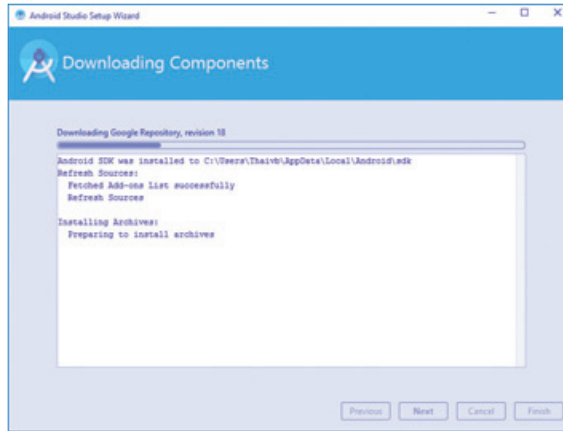 Android Studio Setup Wizard
Downloading Components
Downloading Google Repository, revision 18
Android SDK was installed to C:\Users\Thaivb\AppData\Local\Android\sdk
Refresh Sources:
Fetched Add-ons List successfully
Refresh Sources
Installing Archives:
Preparing to install archives
Previous Next Cancel Finish